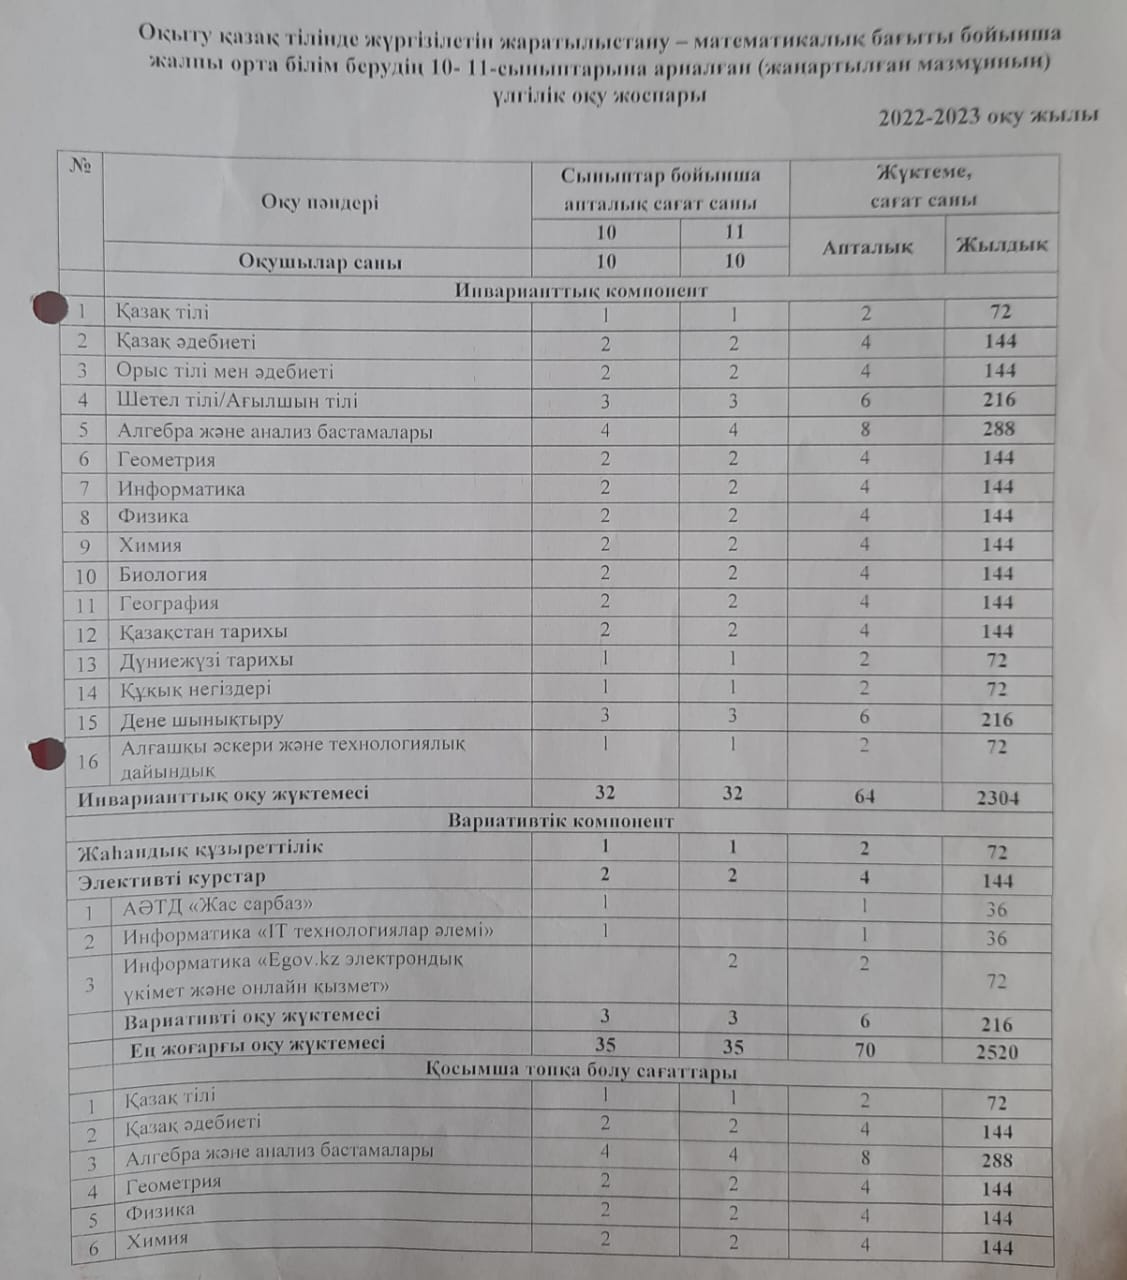 Оқыту қазақ тілінде жүргізілетін жаратылыстану – математикалық бағыты бойынша
жалпы орта білім берудің 10- 11-сыныптарына арналған (жаңартылған мазмұнның)
үлгілік оқу жоспары
2022-2023 оқу жылы
№ Оқу пәндері Сыныптар бойынша апталық сағат саны Жүктеме, сағат саны
10 11 Апталық Жылдық
Оқушылар саны 10 10
Инварианттық компонент
1 Қазақ тілі 1 1 2 72
2 Қазақ әдебиеті 2 2 4 144
3 Орыс тілі мен әдебиеті 2 2 4 144
4 Шетел тілі/Ағылшын тілі 3 3 6 216
5 Алгебра және анализ бастамалары 4 4 8 288
6 Геометрия 2 2 4 144
7 Информатика 2 2 4 144
8 Физика 2 2 4 144
9 Химия 2 2 4 144
10 Биология 2 2 4 144
11 География 2 2 4 144
12 Қазақстан тарихы 2 2 4 144
13 Дүниежүзі тарихы 1 1 2 72
14 Құқық негіздері 1 1 2 72
15 Дене шынықтыру 3 3 6 216
16 Алғашқы әскери және технологиялық 1 1 2 72
дайындық
Инварианттық оқу жүктемесі 32 32 64 2304
Вариативтік компонент
Жаһандық құзыреттілік 1 1 2 72
Элективті курстар 2 2 4 144
1 АӘТД «Жас сарбаз» 1 1 36
2 Информатика «IT технологиялар әлемі» 1 1 36
3 Информатика «Egov.kz электрондық 2 2 72
үкімет және онлайн қызмет»
Вариативті оқу жүктемесі 3 3 6 216
Ең жоғарғы оқу жүктемесі 35 35 70 2520
Қосымша топқа болу сағаттары
1 Қазақ тілі 1 1 2 72
2 Қазақ әдебиеті 2 2 4 144
3 Алгебра және анализ бастамалары 4 4 8 288
4 Геометрия 2 2 4 144
5 Физика 2 2 4 144
6 Химия 2 2 4 144